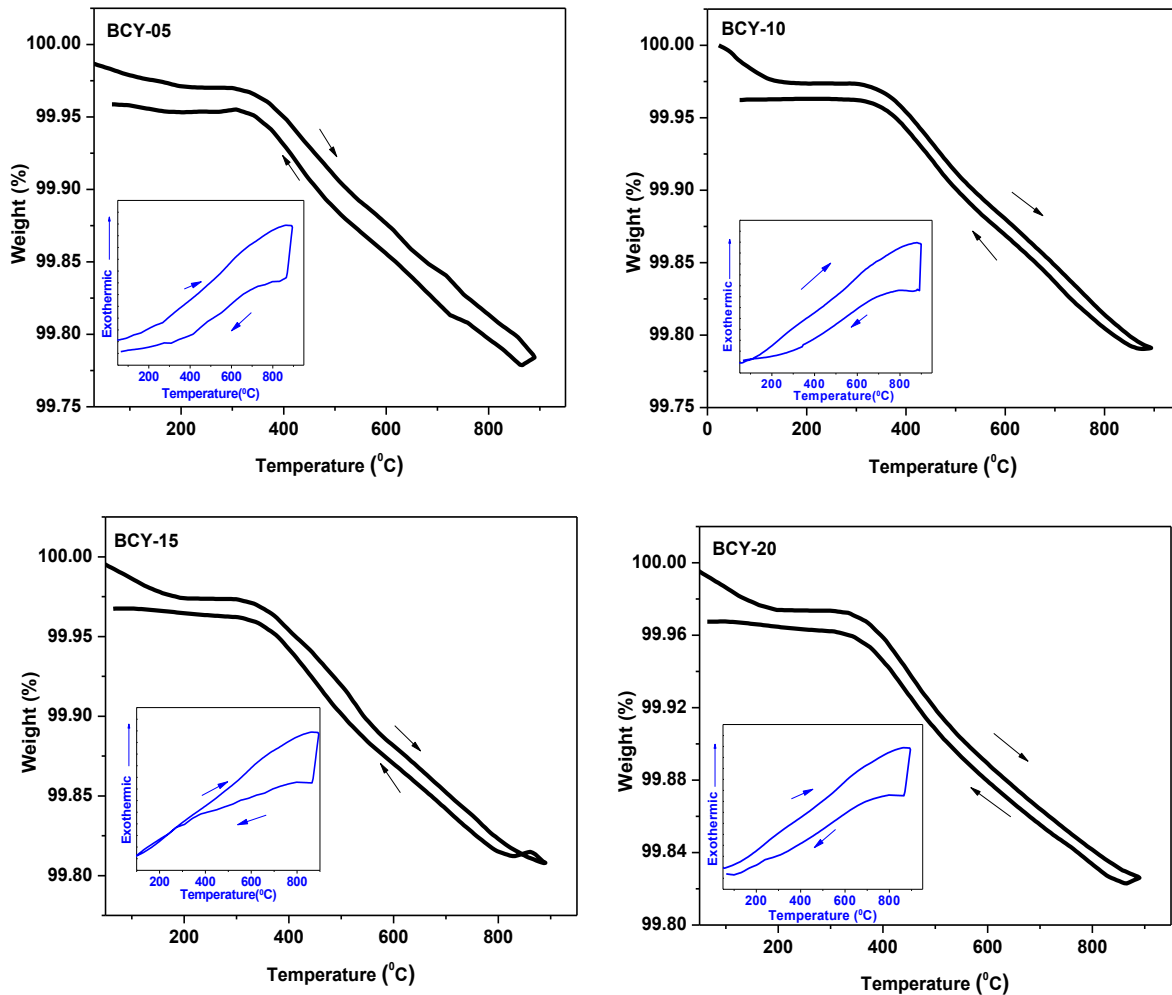 BCY-05
100.00
99.95
99.90
99.85
99.80
99.75
Weight (%)
200 400 600 800
Temperature (⁰C)
Exothermic
200 400 600 800
Temperature(⁰C)
BCY-10
100.00
99.95
99.90
99.85
99.80
99.75
Weight (%)
0 200 400 600 800
Temperature (⁰C)
Exothermic
200 400 600 800
Temperature(⁰C)
BCY-15
100.00
99.95
99.90
99.85
99.80
Weight (%)
200 400 600 800
Temperature (⁰C)
Exothermic
200 400 600 800
Temperature(⁰C)
BCY-20
100.00
99.96
99.92
99.88
99.84
99.80
Weight (%)
200 400 600 800
Temperature (⁰C)
Exothermic
200 400 600 800
Temperature(⁰C)